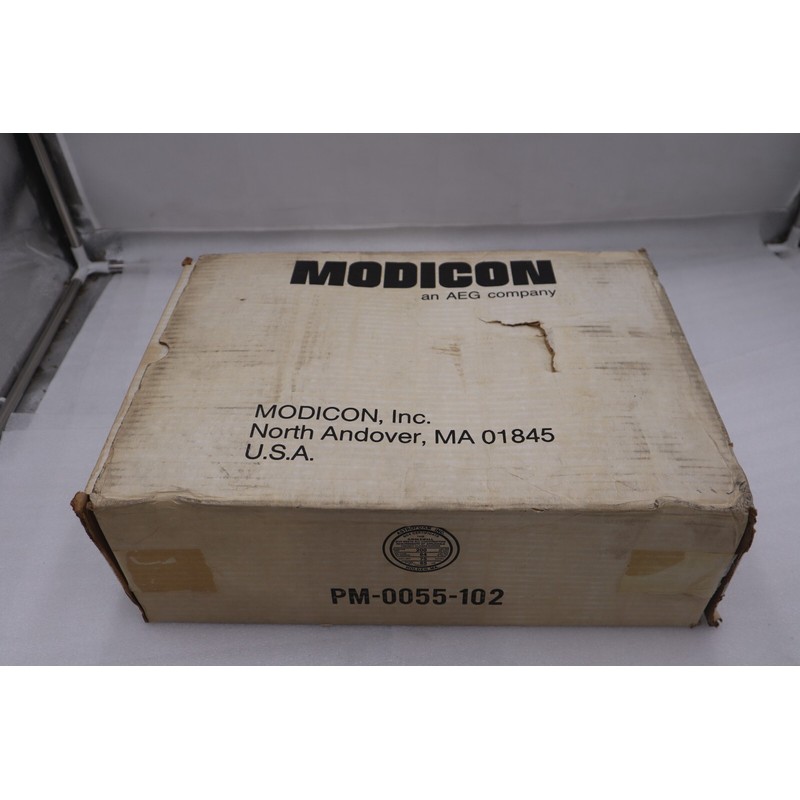 MODICON
an AEG company
MODICON, Inc.
North Andover, MA 01845
U.S.A.
PM-0055-102